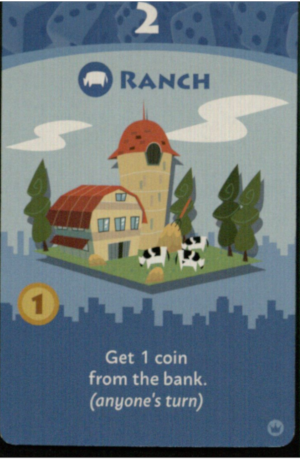 2
RANCH
1
Get 1 coin
from the bank.
(anyone's turn)